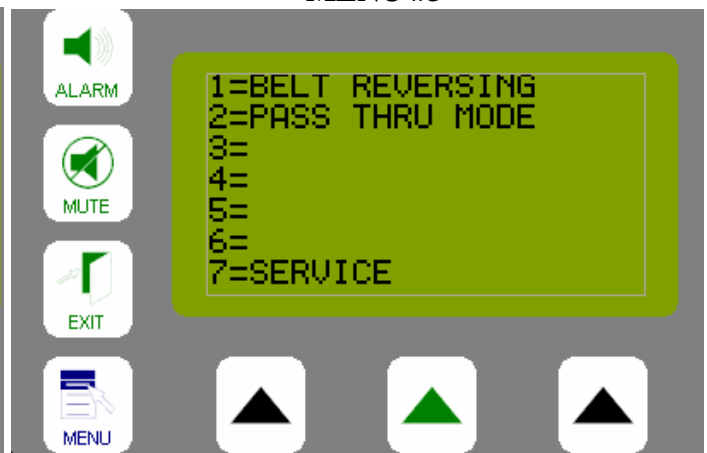 ALARM
MUTE
EXIT
MENU
1=BELT REVERSING
2=PASS THRU MODE
3=
4=
5=
6=
7=SERVICE